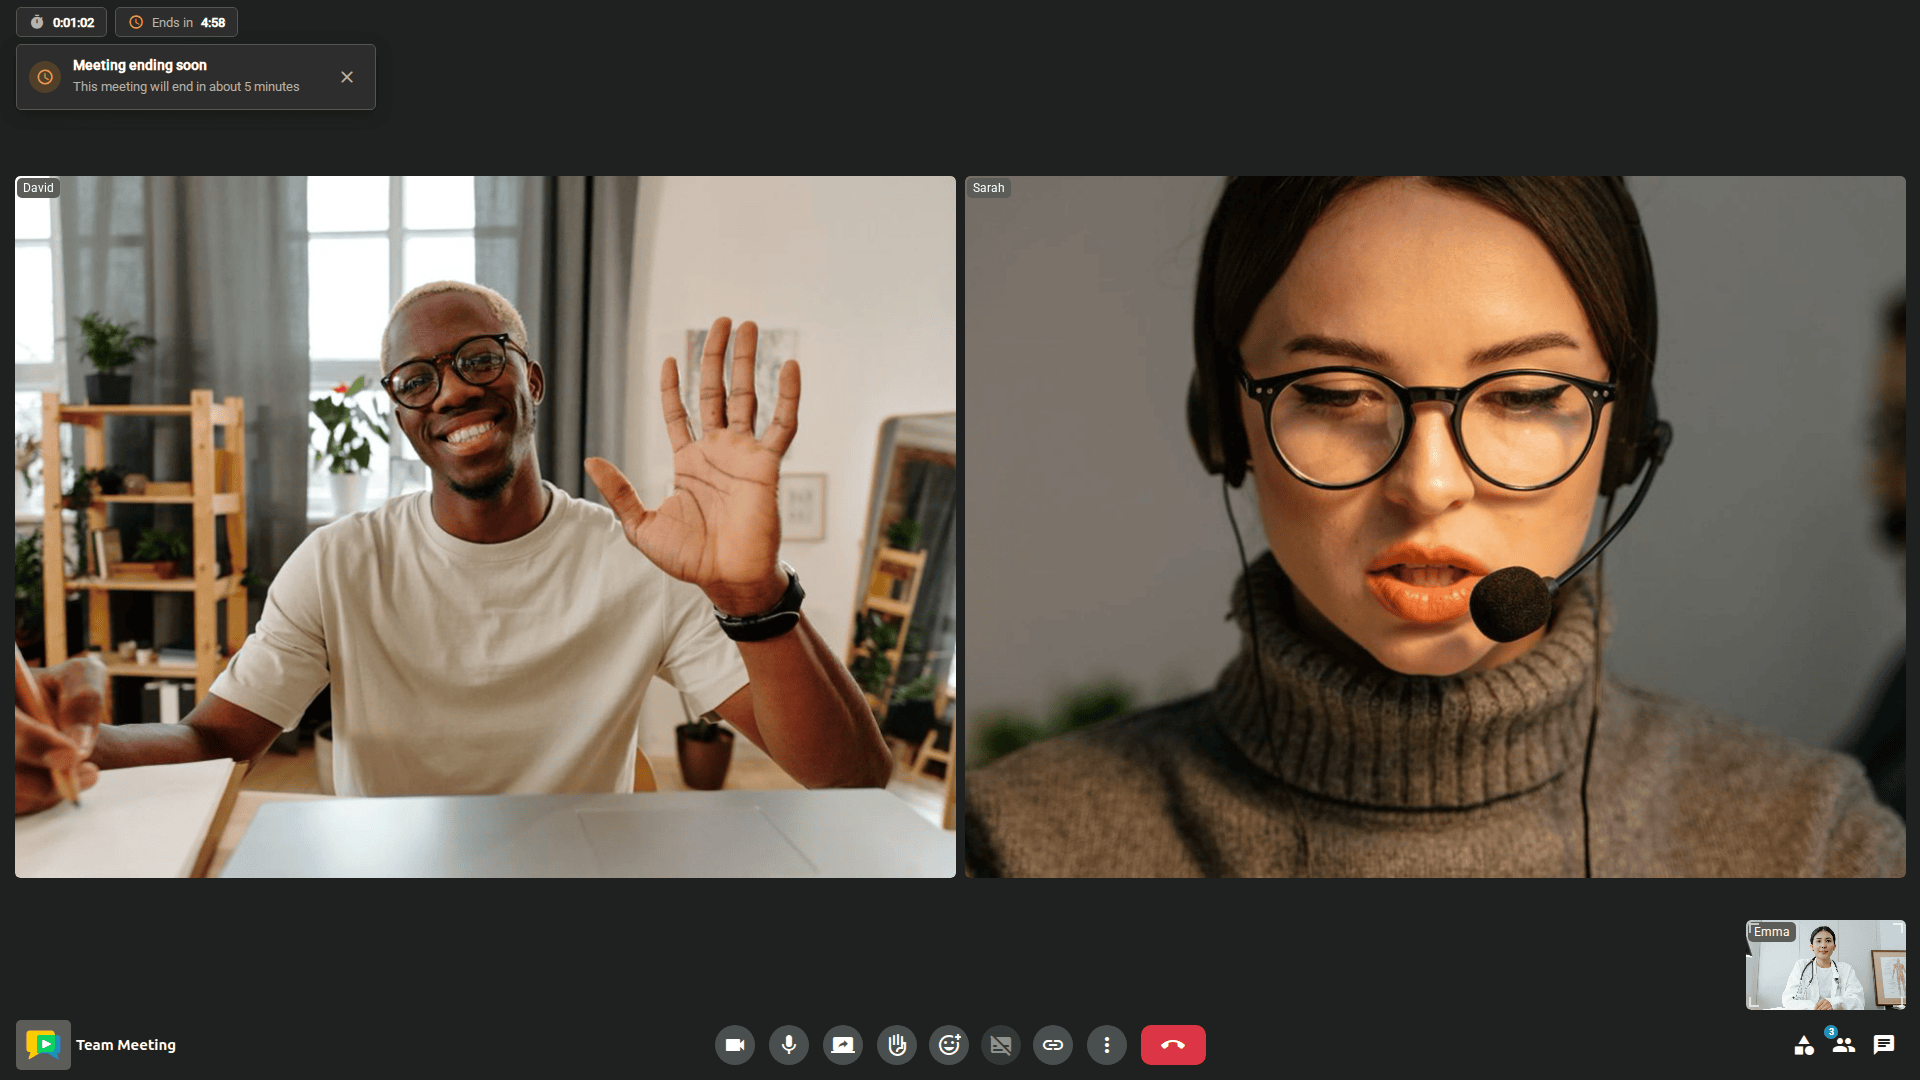 0:01:02
Ends in 4:58
Meeting ending soon
This meeting will end in about 5 minutes
David
Sarah
Emma
Team Meeting
3